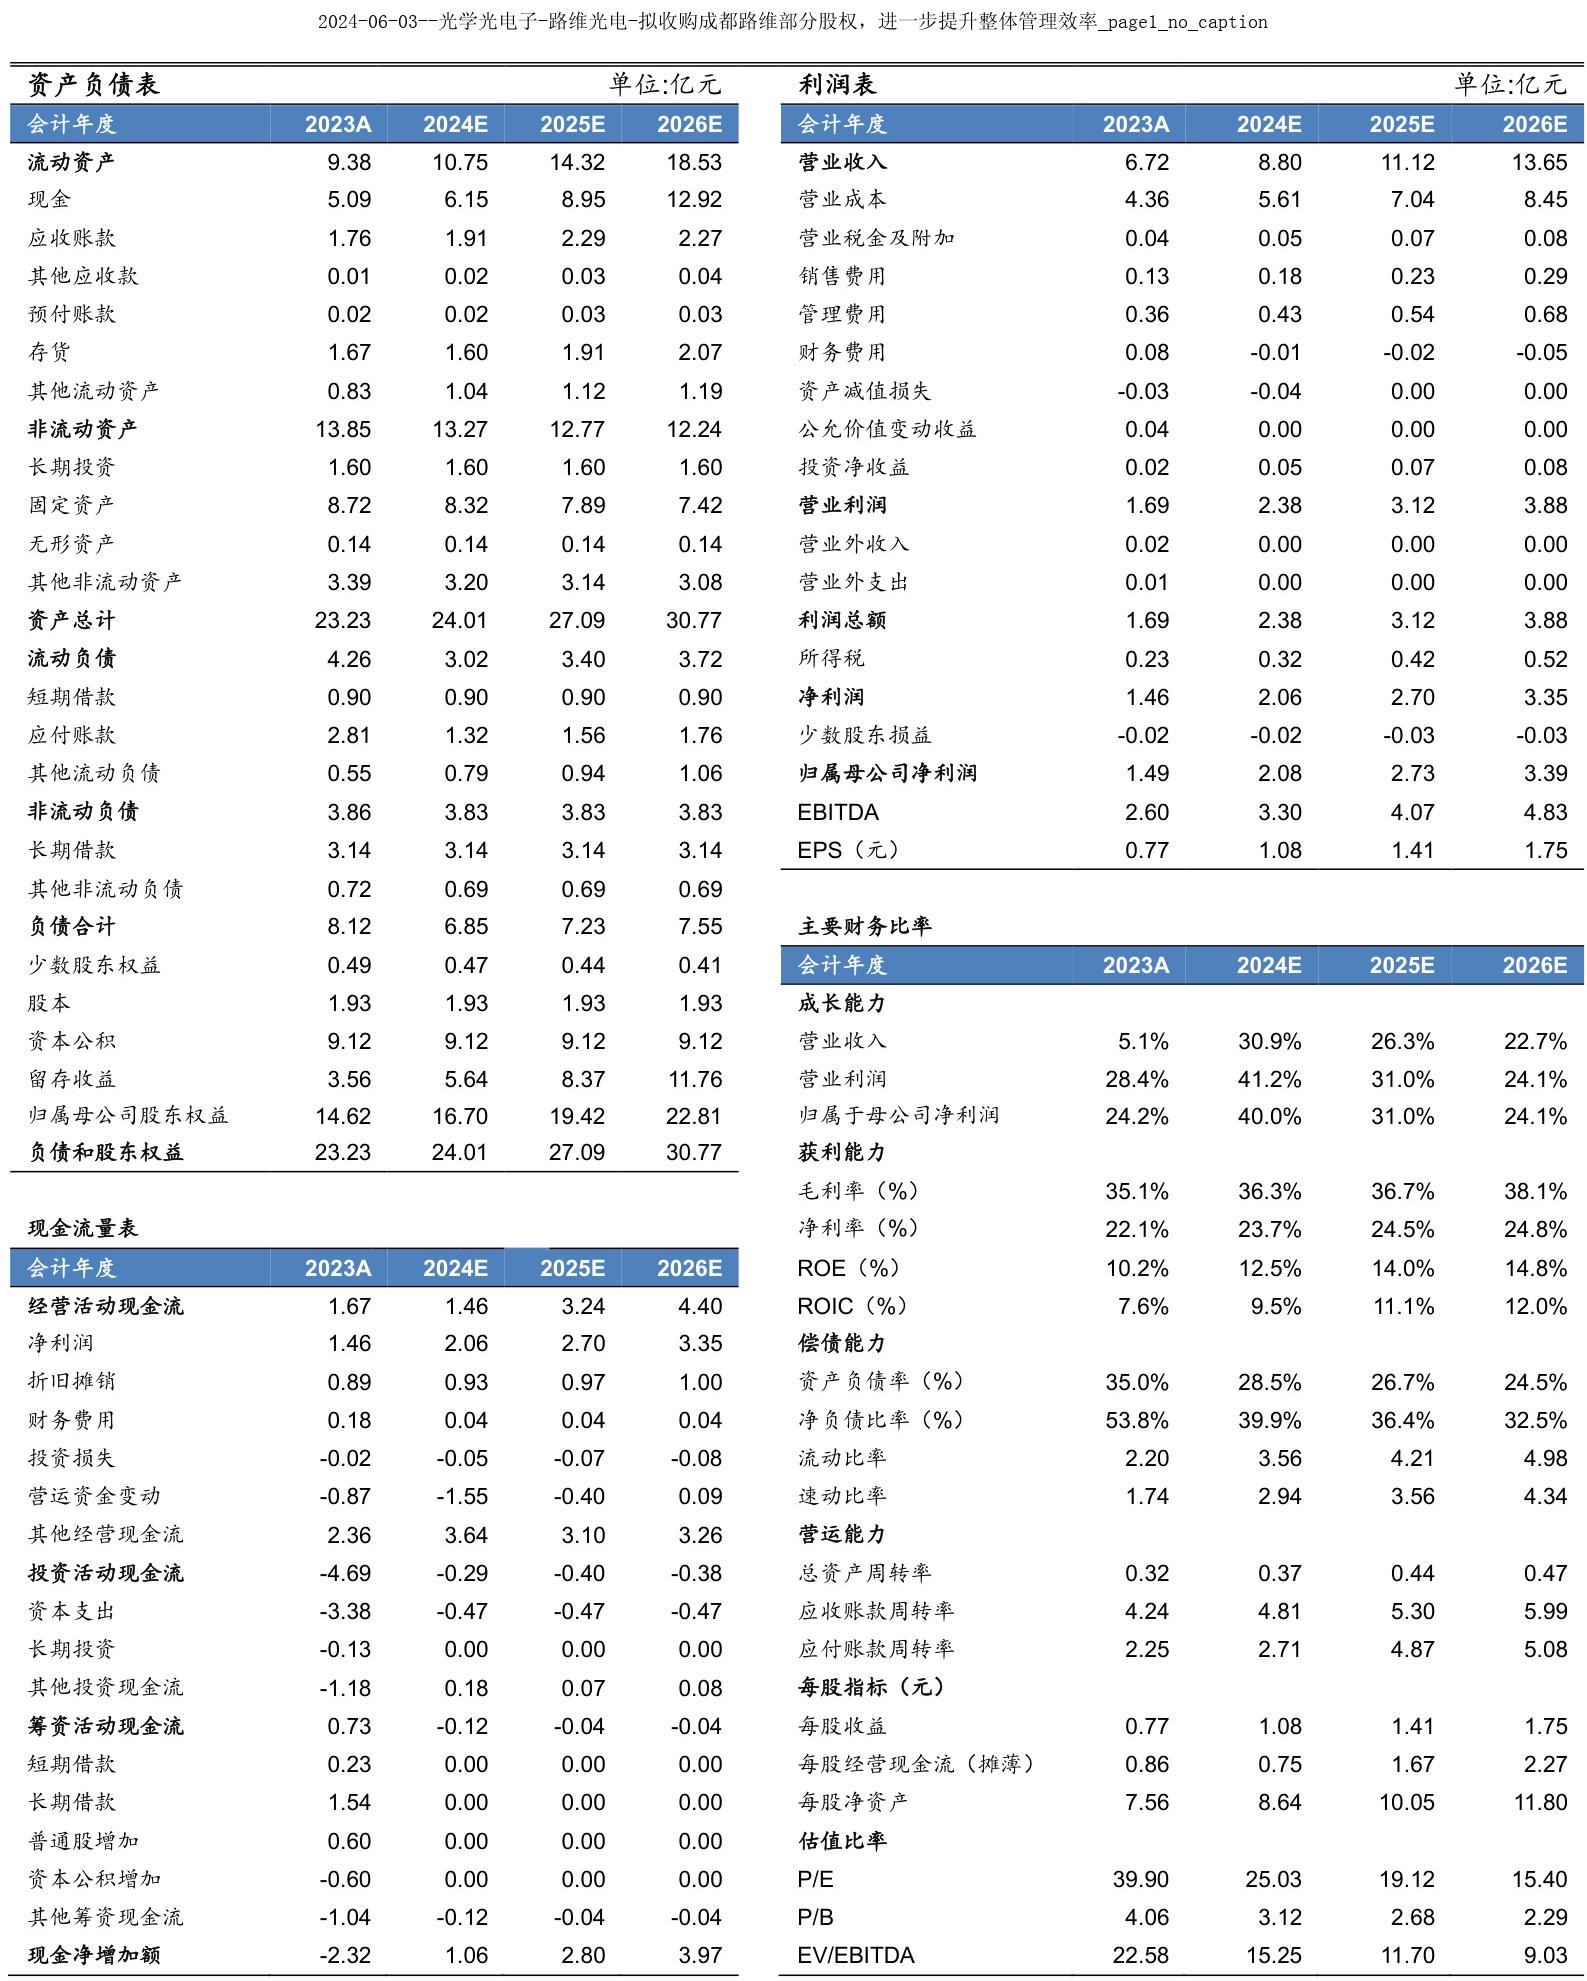 2024-06-03--光学光电子-路维光电-拟收购成都路维部分股权，进一步提升整体管理效率_page1_no_caption
资产负债表 单位:亿元
会计年度 2023A 2024E 2025E 2026E
流动资产 9.38 10.75 14.32 18.53
现金 5.09 6.15 8.95 12.92
应收账款 1.76 1.91 2.29 2.27
其他应收款 0.01 0.02 0.03 0.04
预付账款 0.02 0.02 0.03 0.03
存货 1.67 1.60 1.91 2.07
其他流动资产 0.83 1.04 1.12 1.19
非流动资产 13.85 13.27 12.77 12.24
长期投资 1.60 1.60 1.60 1.60
固定资产 8.72 8.32 7.89 7.42
无形资产 0.14 0.14 0.14 0.14
其他非流动资产 3.39 3.20 3.14 3.08
资产总计 23.23 24.01 27.09 30.77
流动负债 4.26 3.02 3.40 3.72
短期借款 0.90 0.90 0.90 0.90
应付账款 2.81 1.32 1.56 1.76
其他流动负债 0.55 0.79 0.94 1.06
非流动负债 3.86 3.83 3.83 3.83
长期借款 3.14 3.14 3.14 3.14
其他非流动负债 0.72 0.69 0.69 0.69
负债合计 8.12 6.85 7.23 7.55
少数股东权益 0.49 0.47 0.44 0.41
股本 1.93 1.93 1.93 1.93
资本公积 9.12 9.12 9.12 9.12
留存收益 3.56 5.64 8.37 11.76
归属母公司股东权益 14.62 16.70 19.42 22.81
负债和股东权益 23.23 24.01 27.09 30.77
现金流量表
会计年度 2023A 2024E 2025E 2026E
经营活动现金流 1.67 1.46 3.24 4.40
净利润 1.46 2.06 2.70 3.35
折旧摊销 0.89 0.93 0.97 1.00
财务费用 0.18 0.04 0.04 0.04
投资损失 -0.02 -0.05 -0.07 -0.08
营运资金变动 -0.87 -1.55 -0.40 0.09
其他经营现金流 2.36 3.64 3.10 3.26
投资活动现金流 -4.69 -0.29 -0.40 -0.38
资本支出 -3.38 -0.47 -0.47 -0.47
长期投资 -0.13 0.00 0.00 0.00
其他投资现金流 -1.18 0.18 0.07 0.08
筹资活动现金流 0.73 -0.12 -0.04 -0.04
短期借款 0.23 0.00 0.00 0.00
长期借款 1.54 0.00 0.00 0.00
普通股增加 0.60 0.00 0.00 0.00
资本公积增加 -0.60 0.00 0.00 0.00
其他筹资现金流 -1.04 -0.12 -0.04 -0.04
现金净增加额 -2.32 1.06 2.80 3.97
利润表 单位:亿元
会计年度 2023A 2024E 2025E 2026E
营业收入 6.72 8.80 11.12 13.65
营业成本 4.36 5.61 7.04 8.45
营业税金及附加 0.04 0.05 0.07 0.08
销售费用 0.13 0.18 0.23 0.29
管理费用 0.36 0.43 0.54 0.68
财务费用 0.08 -0.01 -0.02 -0.05
资产减值损失 -0.03 -0.04 0.00 0.00
公允价值变动收益 0.04 0.00 0.00 0.00
投资净收益 0.02 0.05 0.07 0.08
营业利润 1.69 2.38 3.12 3.88
营业外收入 0.02 0.00 0.00 0.00
营业外支出 0.01 0.00 0.00 0.00
利润总额 1.69 2.38 3.12 3.88
所得税 0.23 0.32 0.42 0.52
净利润 1.46 2.06 2.70 3.35
少数股东损益 -0.02 -0.02 -0.03 -0.03
归属母公司净利润 1.49 2.08 2.73 3.39
EBITDA 2.60 3.30 4.07 4.83
EPS（元） 0.77 1.08 1.41 1.75
主要财务比率
会计年度 2023A 2024E 2025E 2026E
成长能力
营业收入 5.1% 30.9% 26.3% 22.7%
营业利润 28.4% 41.2% 31.0% 24.1%
归属于母公司净利润 24.2% 40.0% 31.0% 24.1%
获利能力
毛利率（%） 35.1% 36.3% 36.7% 38.1%
净利率（%） 22.1% 23.7% 24.5% 24.8%
ROE（%） 10.2% 12.5% 14.0% 14.8%
ROIC（%） 7.6% 9.5% 11.1% 12.0%
偿债能力
资产负债率（%） 35.0% 28.5% 26.7% 24.5%
净负债比率（%） 53.8% 39.9% 36.4% 32.5%
流动比率 2.20 3.56 4.21 4.98
速动比率 1.74 2.94 3.56 4.34
营运能力
总资产周转率 0.32 0.37 0.44 0.47
应收账款周转率 4.24 4.81 5.30 5.99
应付账款周转率 2.25 2.71 4.87 5.08
每股指标（元）
每股收益 0.77 1.08 1.41 1.75
每股经营现金流（摊薄） 0.86 0.75 1.67 2.27
每股净资产 7.56 8.64 10.05 11.80
估值比率
P/E 39.90 25.03 19.12 15.40
P/B 4.06 3.12 2.68 2.29
EV/EBITDA 22.58 15.25 11.70 9.03